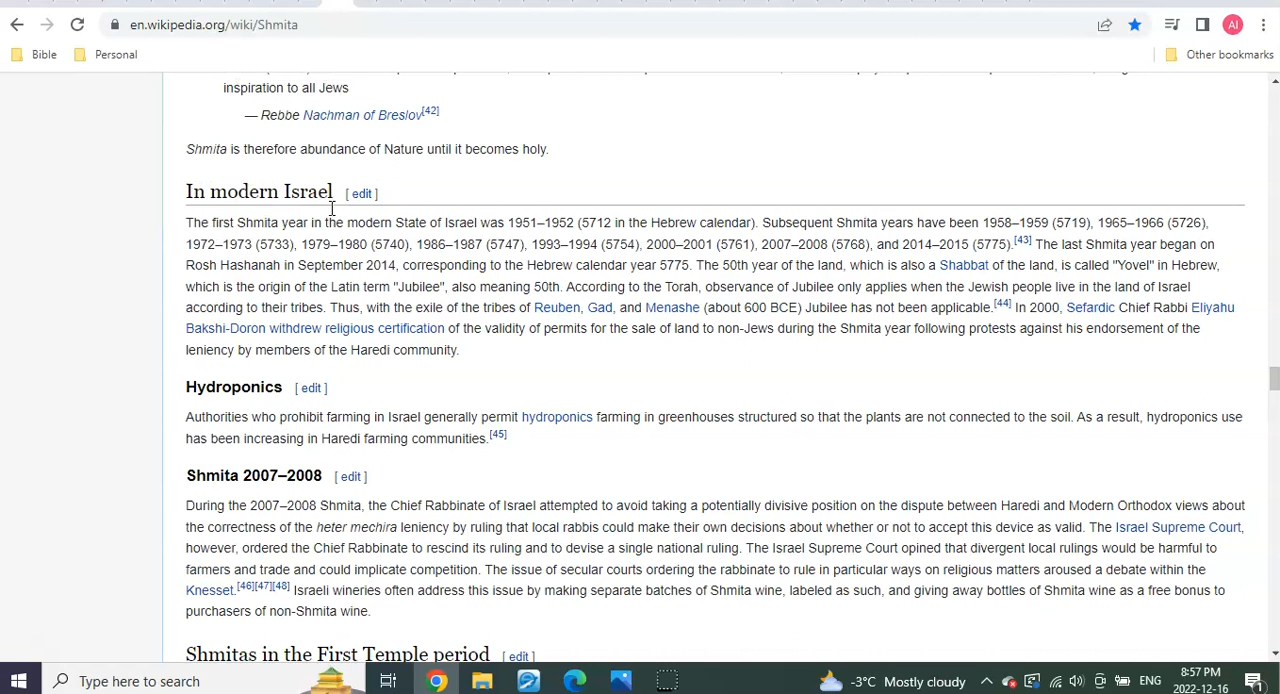 en.wikipedia.org/wiki/Shmita
AI
Bible
Personal
Other bookmarks
inspiration to all Jews
— Rebbe Nachman of Breslov[42]
Shmita is therefore abundance of Nature until it becomes holy.
In modern Israel [ edit ]
The first Shmita year in the modern State of Israel was 1951–1952 (5712 in the Hebrew calendar). Subsequent Shmita years have been 1958–1959 (5719), 1965–1966 (5726),
1972–1973 (5733), 1979–1980 (5740), 1986–1987 (5747), 1993–1994 (5754), 2000–2001 (5761), 2007–2008 (5768), and 2014–2015 (5775).[43] The last Shmita year began on
Rosh Hashanah in September 2014, corresponding to the Hebrew calendar year 5775. The 50th year of the land, which is also a Shabbat of the land, is called "Yovel" in Hebrew,
which is the origin of the Latin term "Jubilee", also meaning 50th. According to the Torah, observance of Jubilee only applies when the Jewish people live in the land of Israel
according to their tribes. Thus, with the exile of the tribes of Reuben, Gad, and Menashe (about 600 BCE) Jubilee has not been applicable.[44] In 2000, Sefardic Chief Rabbi Eliyahu
Bakshi-Doron withdrew religious certification of the validity of permits for the sale of land to non-Jews during the Shmita year following protests against his endorsement of the
leniency by members of the Haredi community.
Hydroponics [ edit ]
Authorities who prohibit farming in Israel generally permit hydroponics farming in greenhouses structured so that the plants are not connected to the soil. As a result, hydroponics use
has been increasing in Haredi farming communities.[45]
Shmita 2007–2008 [ edit ]
During the 2007–2008 Shmita, the Chief Rabbinate of Israel attempted to avoid taking a potentially divisive position on the dispute between Haredi and Modern Orthodox views about
the correctness of the heter mechira leniency by ruling that local rabbis could make their own decisions about whether or not to accept this device as valid. The Israel Supreme Court,
however, ordered the Chief Rabbinate to rescind its ruling and to devise a single national ruling. The Israel Supreme Court opined that divergent local rulings would be harmful to
farmers and trade and could implicate competition. The issue of secular courts ordering the rabbinate to rule in particular ways on religious matters aroused a debate within the
Knesset.[46][47][48] Israeli wineries often address this issue by making separate batches of Shmita wine, labeled as such, and giving away bottles of Shmita wine as a free bonus to
purchasers of non-Shmita wine.
Shmitas in the First Temple period [ edit ]
Type here to search
-3°C Mostly cloudy
ENG
8:57 PM
2022-12-16